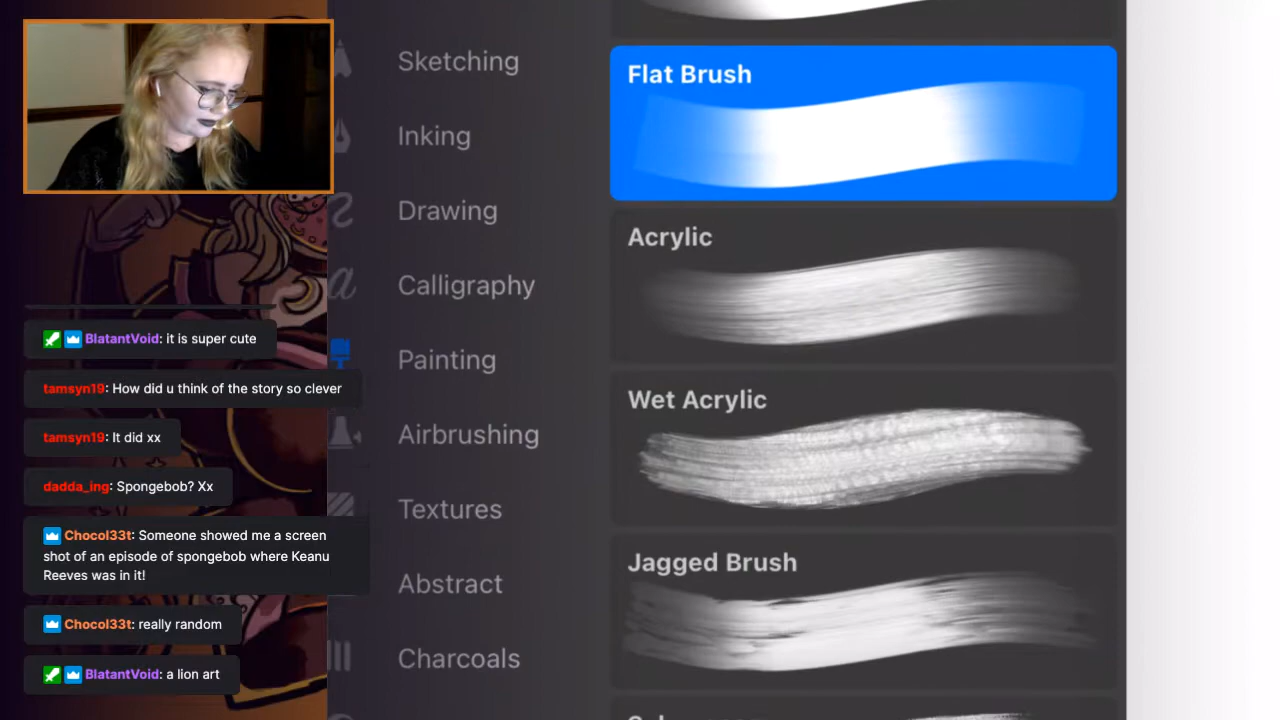 BlatantVoid: it is super cute
tamsyn19: How did u think of the story so clever
tamsyn19: It did xx
dadda_ing: Spongebob? Xx
Chocol33t: Someone showed me a screen
shot of an episode of spongebob where Keanu
Reeves was in it!
Chocol33t: really random
BlatantVoid: a lion art
Sketching
Inking
Drawing
Calligraphy
Painting
Airbrushing
Textures
Abstract
Charcoals
Flat Brush
Acrylic
Wet Acrylic
Jagged Brush